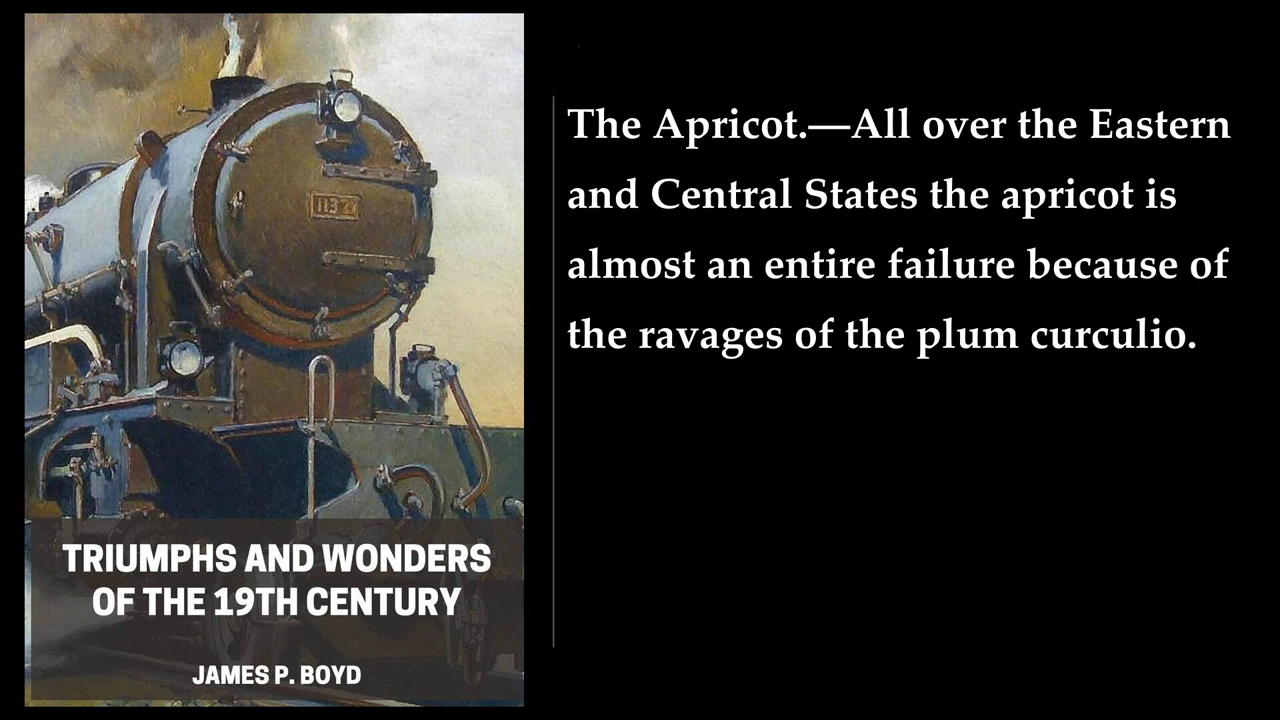 The Apricot.—All over the Eastern
and Central States the apricot is
almost an entire failure because of
the ravages of the plum curculio.
TRIUMPHS AND WONDERS
OF THE 19TH CENTURY
JAMES P. BOYD